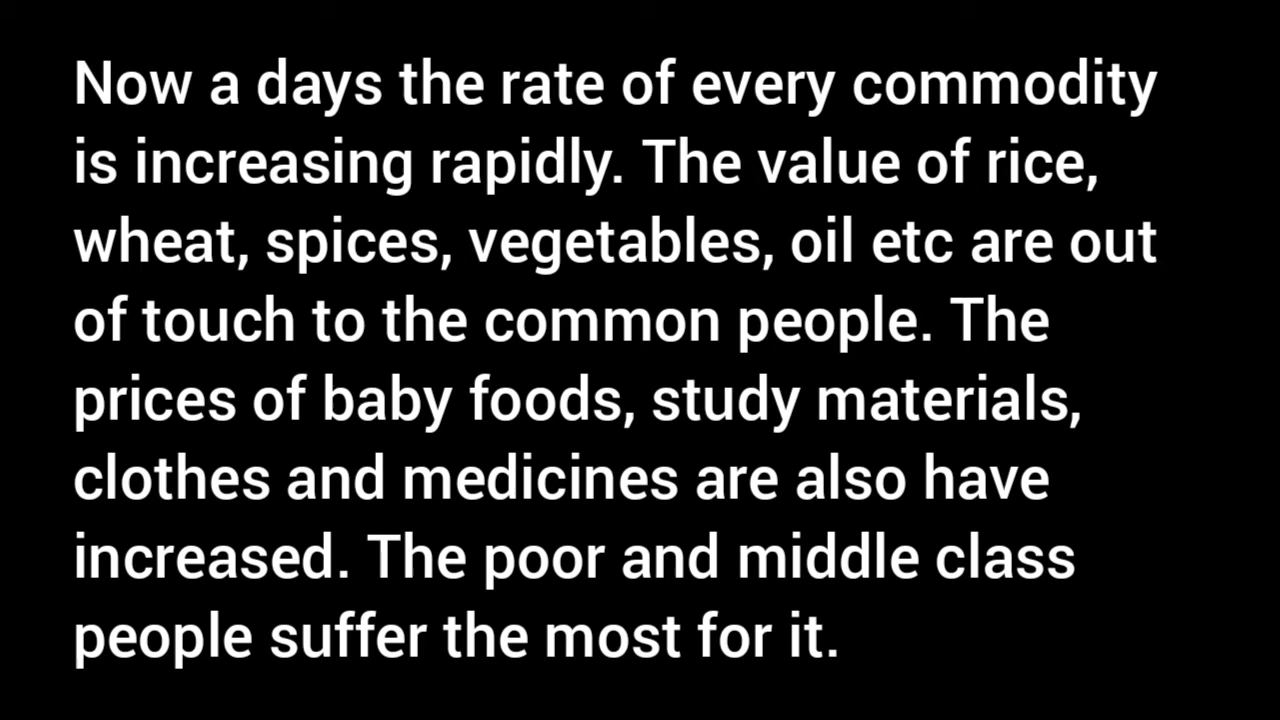 Now a days the rate of every commodity
is increasing rapidly. The value of rice,
wheat, spices, vegetables, oil etc are out
of touch to the common people. The
prices of baby foods, study materials,
clothes and medicines are also have
increased. The poor and middle class
people suffer the most for it.